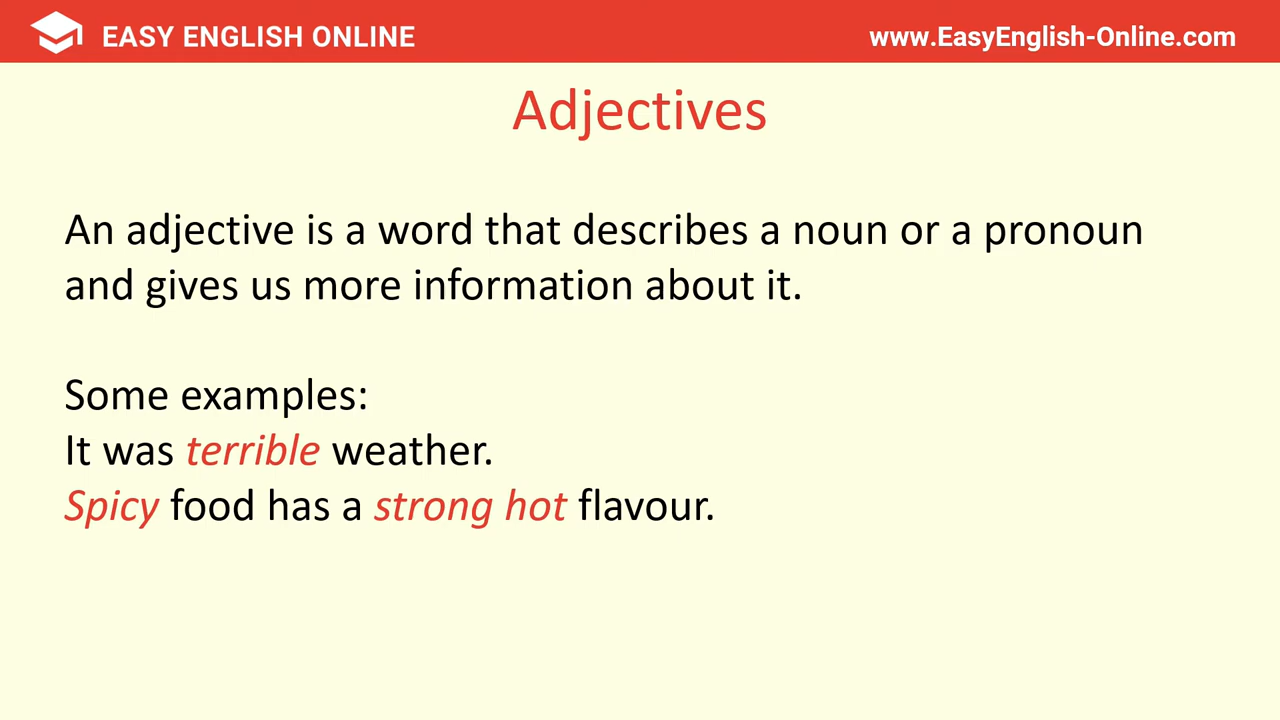 EASY ENGLISH ONLINE
www.EasyEnglish-Online.com
Adjectives
An adjective is a word that describes a noun or a pronoun
and gives us more information about it.
Some examples:
It was terrible weather.
Spicy food has a strong hot flavour.